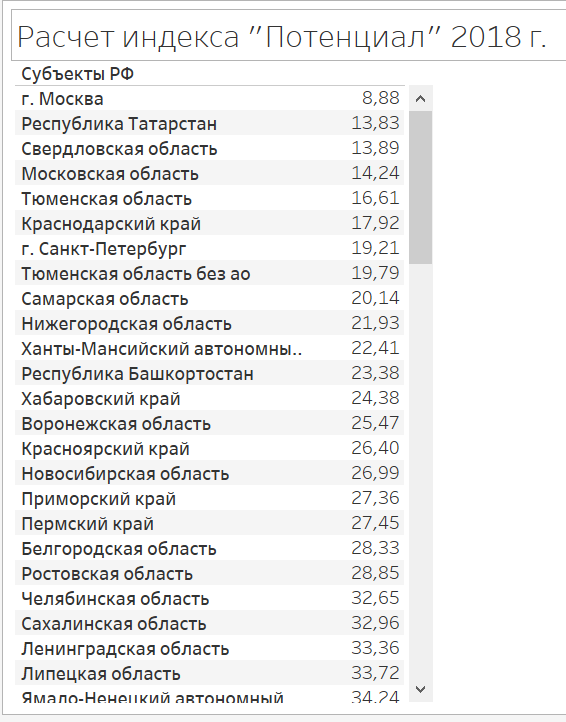 Расчет индекса "Потенциал" 2018 г.
Субъекты РФ
г. Москва 8,88
Республика Татарстан 13,83
Свердловская область 13,89
Московская область 14,24
Тюменская область 16,61
Краснодарский край 17,92
г. Санкт-Петербург 19,21
Тюменская область без ао 19,79
Самарская область 20,14
Нижегородская область 21,93
Ханты-Мансийский автономны.. 22,41
Республика Башкортостан 23,38
Хабаровский край 24,38
Воронежская область 25,47
Красноярский край 26,40
Новосибирская область 26,99
Приморский край 27,36
Пермский край 27,45
Белгородская область 28,33
Ростовская область 28,85
Челябинская область 32,65
Сахалинская область 32,96
Ленинградская область 33,36
Липецкая область 33,72
Ямало-Ненецкий автономный 34,24